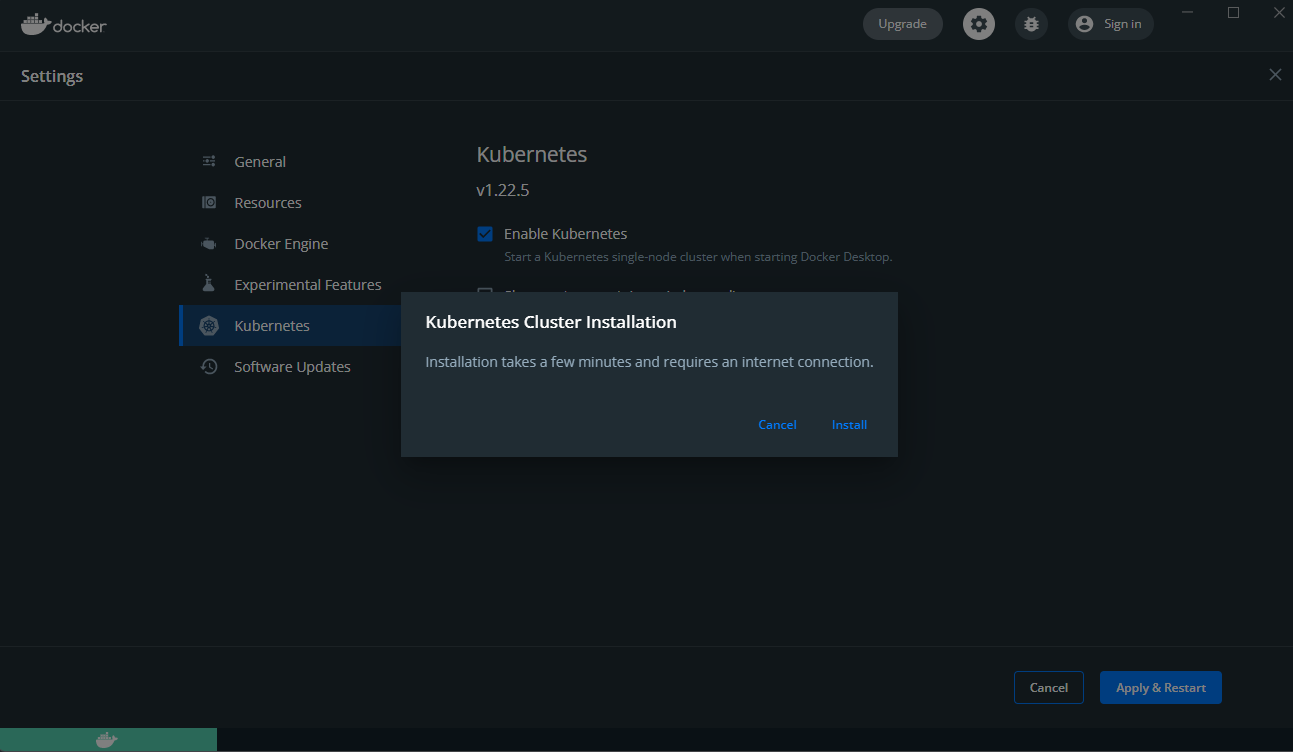 docker
Upgrade
Sign in
Settings
General
Resources
Docker Engine
Experimental Features
Kubernetes
Software Updates
Kubernetes
v1.22.5
Enable Kubernetes
Start a Kubernetes single-node cluster when starting Docker Desktop.
Kubernetes Cluster Installation
Installation takes a few minutes and requires an internet connection.
Cancel Install
Cancel Apply & Restart